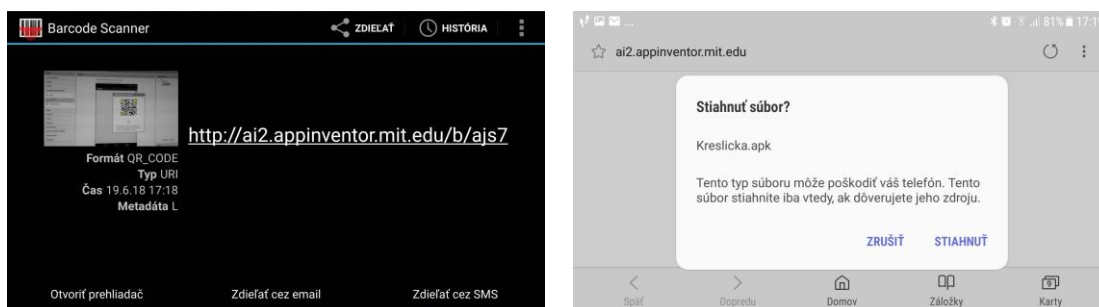 Barcode Scanner
ZDIEĽAŤ
HISTÓRIA
http://ai2.appinventor.mit.edu/b/ajs7
Formát QR_CODE
Typ URI
Čas 19.6.18 17:18
Metadáta L
Otvoriť prehliadač
Zdieľať cez email
Zdieľať cez SMS
81% 17:19
ai2.appinventor.mit.edu
Stiahnuť súbor?
Kreslicka.apk
Tento typ súboru môže poškodiť váš telefón. Tento
súbor stiahnite iba vtedy, ak dôverujete jeho zdroju.
ZRUŠIŤ
STIAHNUŤ
Späť
Dopredu
Domov
Záložky
Karty